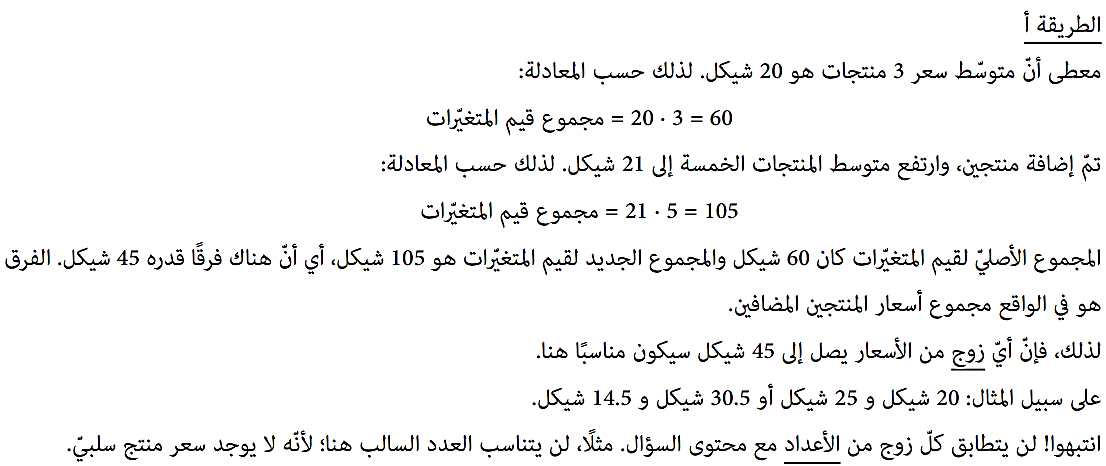 الطريقة أ
معطى أنّ متوسّط سعر 3 منتجات هو 20 شيكل. لذلك حسب المعادلة:
مجموع قيم المتغيّرات = 20 · 3 = 60
تمّ إضافة منتجين، وارتفع متوسط المنتجات الخمسة إلى 21 شيكل. لذلك حسب المعادلة:
مجموع قيم المتغيّرات = 21 · 5 = 105
المجموع الأصليّ لقيم المتغيّرات كان 60 شيكل والمجموع الجديد لقيم المتغيّرات هو 105 شيكل، أي أنّ هناك فرقًا قدره 45 شيكل. الفرق
هو في الواقع مجموع أسعار المنتجين المضافين.
لذلك، فإنّ أيّ زوج من الأسعار يصل إلى 45 شيكل سيكون مناسبًا هنا.
على سبيل المثال: 20 شيكل و 25 شيكل أو 30.5 شيكل و 14.5 شيكل.
انتبهوا! لن يتطابق كلّ زوج من الأعداد مع محتوى السؤال. مثلًا، لن يتناسب العدد السالب هنا؛ لأنّه لا يوجد سعر منتج سلبيّ.